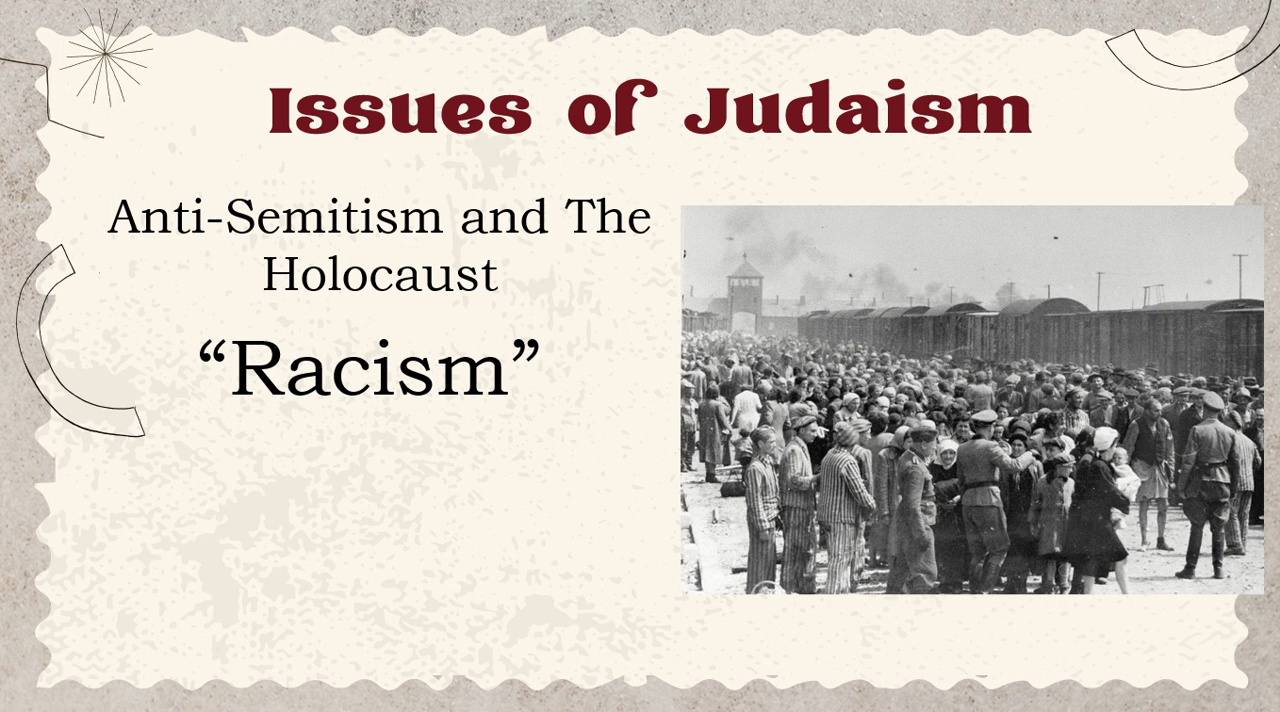 Issues of Judaism
Anti-Semitism and The
Holocaust
“Racism”